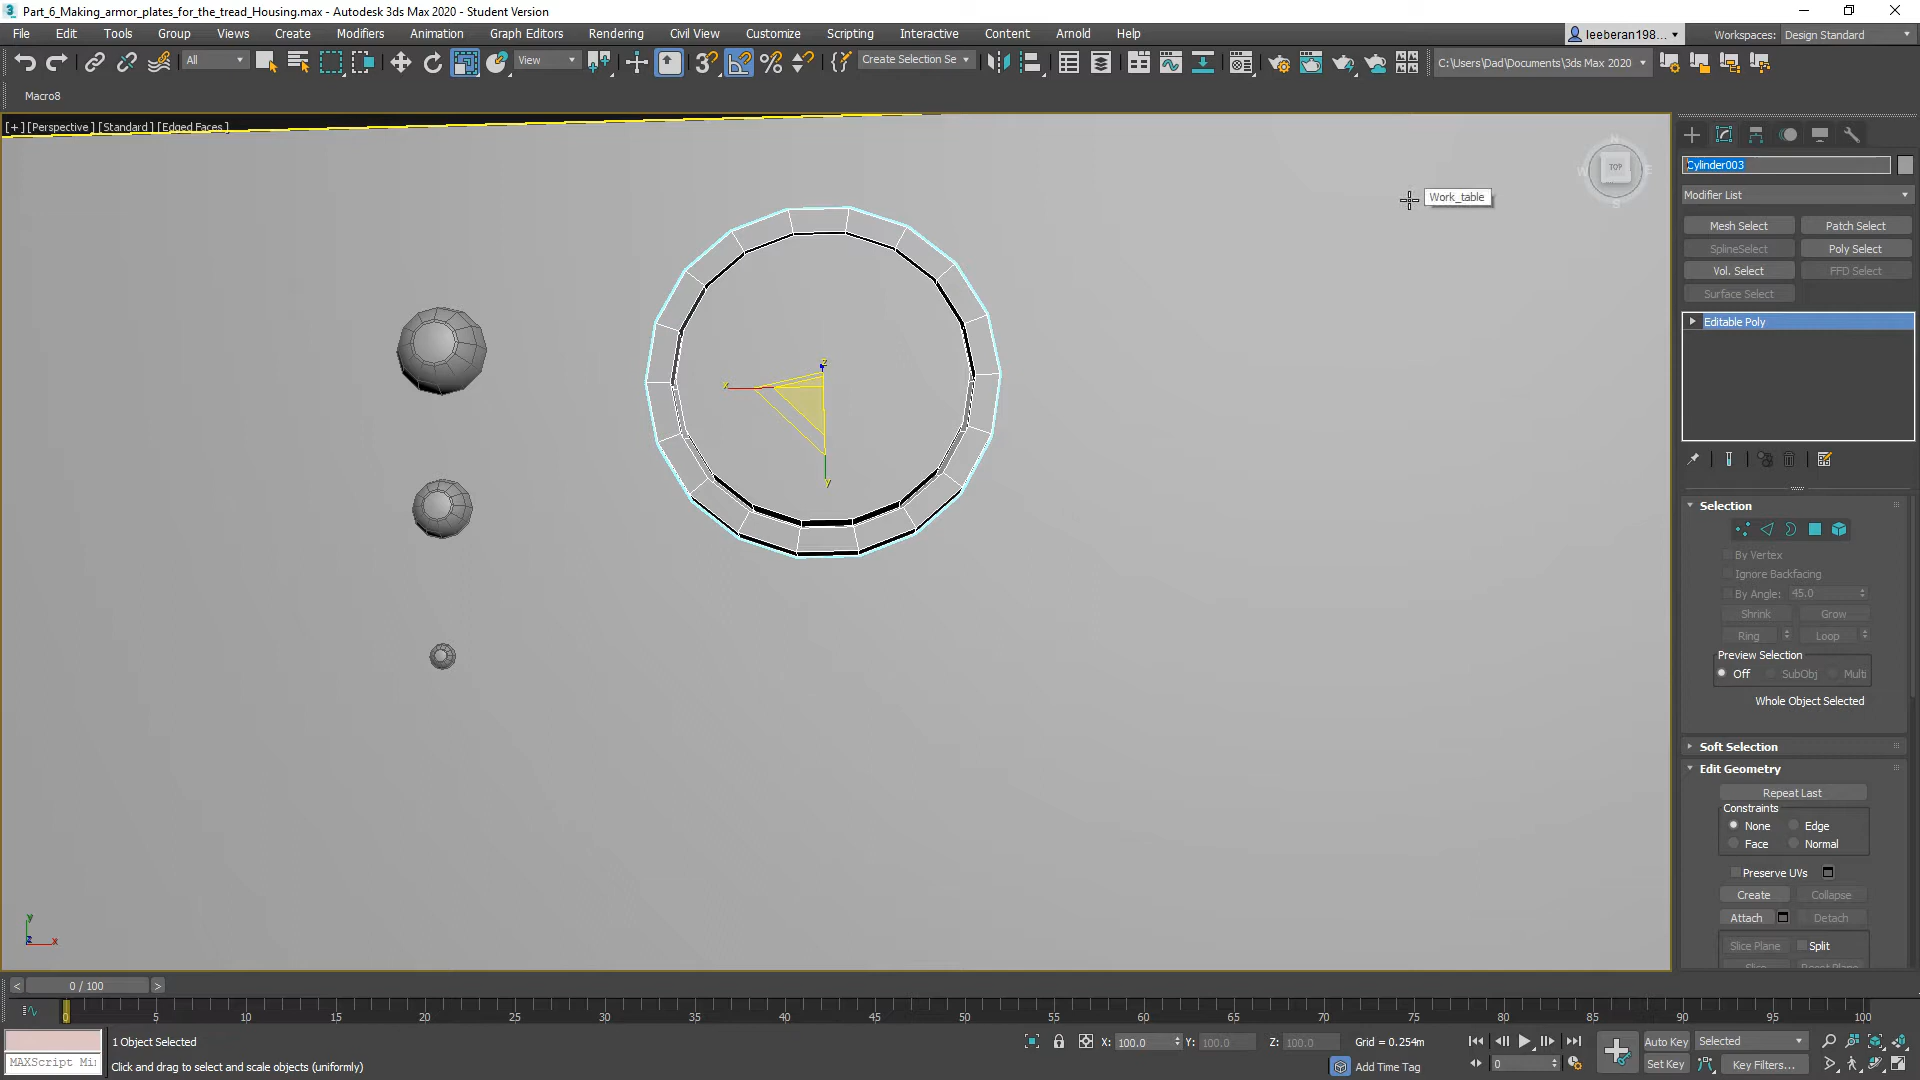 Part_6_Making_armor_plates_for_the_tread_Housing.max - Autodesk 3ds Max 2020 - Student Version
File Edit Tools Group Views Create Modifiers Animation Graph Editors Rendering Civil View Customize Scripting Interactive Content Arnold Help
leeberan198... Workspaces: Design Standard
All View Create Selection Se C:\Users\Dad\Documents\3ds Max 2020
Macro8
[+] [Perspective ] [Standard ] [Edged Faces ]
Work_table
TOP
N
E
S
W
Cylinder003
Modifier List
Mesh Select Patch Select
SplineSelect Poly Select
Vol. Select FFD Select
Surface Select
Editable Poly
Selection
By Vertex
Ignore Backfacing
By Angle: 45.0
Shrink Grow
Ring Loop
Preview Selection
Off SubObj Multi
Whole Object Selected
Soft Selection
Edit Geometry
Repeat Last
Constraints
None Edge
Face Normal
Preserve UVs
Create Collapse
Attach Detach
Slice Plane Split
z
x
y
y
z x
< 0 / 100 >
0 5 10 15 20 25 30 35 40 45 50 55 60 65 70 75 80 85 90 95 100
1 Object Selected X: 100.0 Y: 100.0 Z: 100.0 Grid = 0.254m Auto Key Selected
MAXScript Mi Click and drag to select and scale objects (uniformly) Add Time Tag 0 Set Key Key Filters...